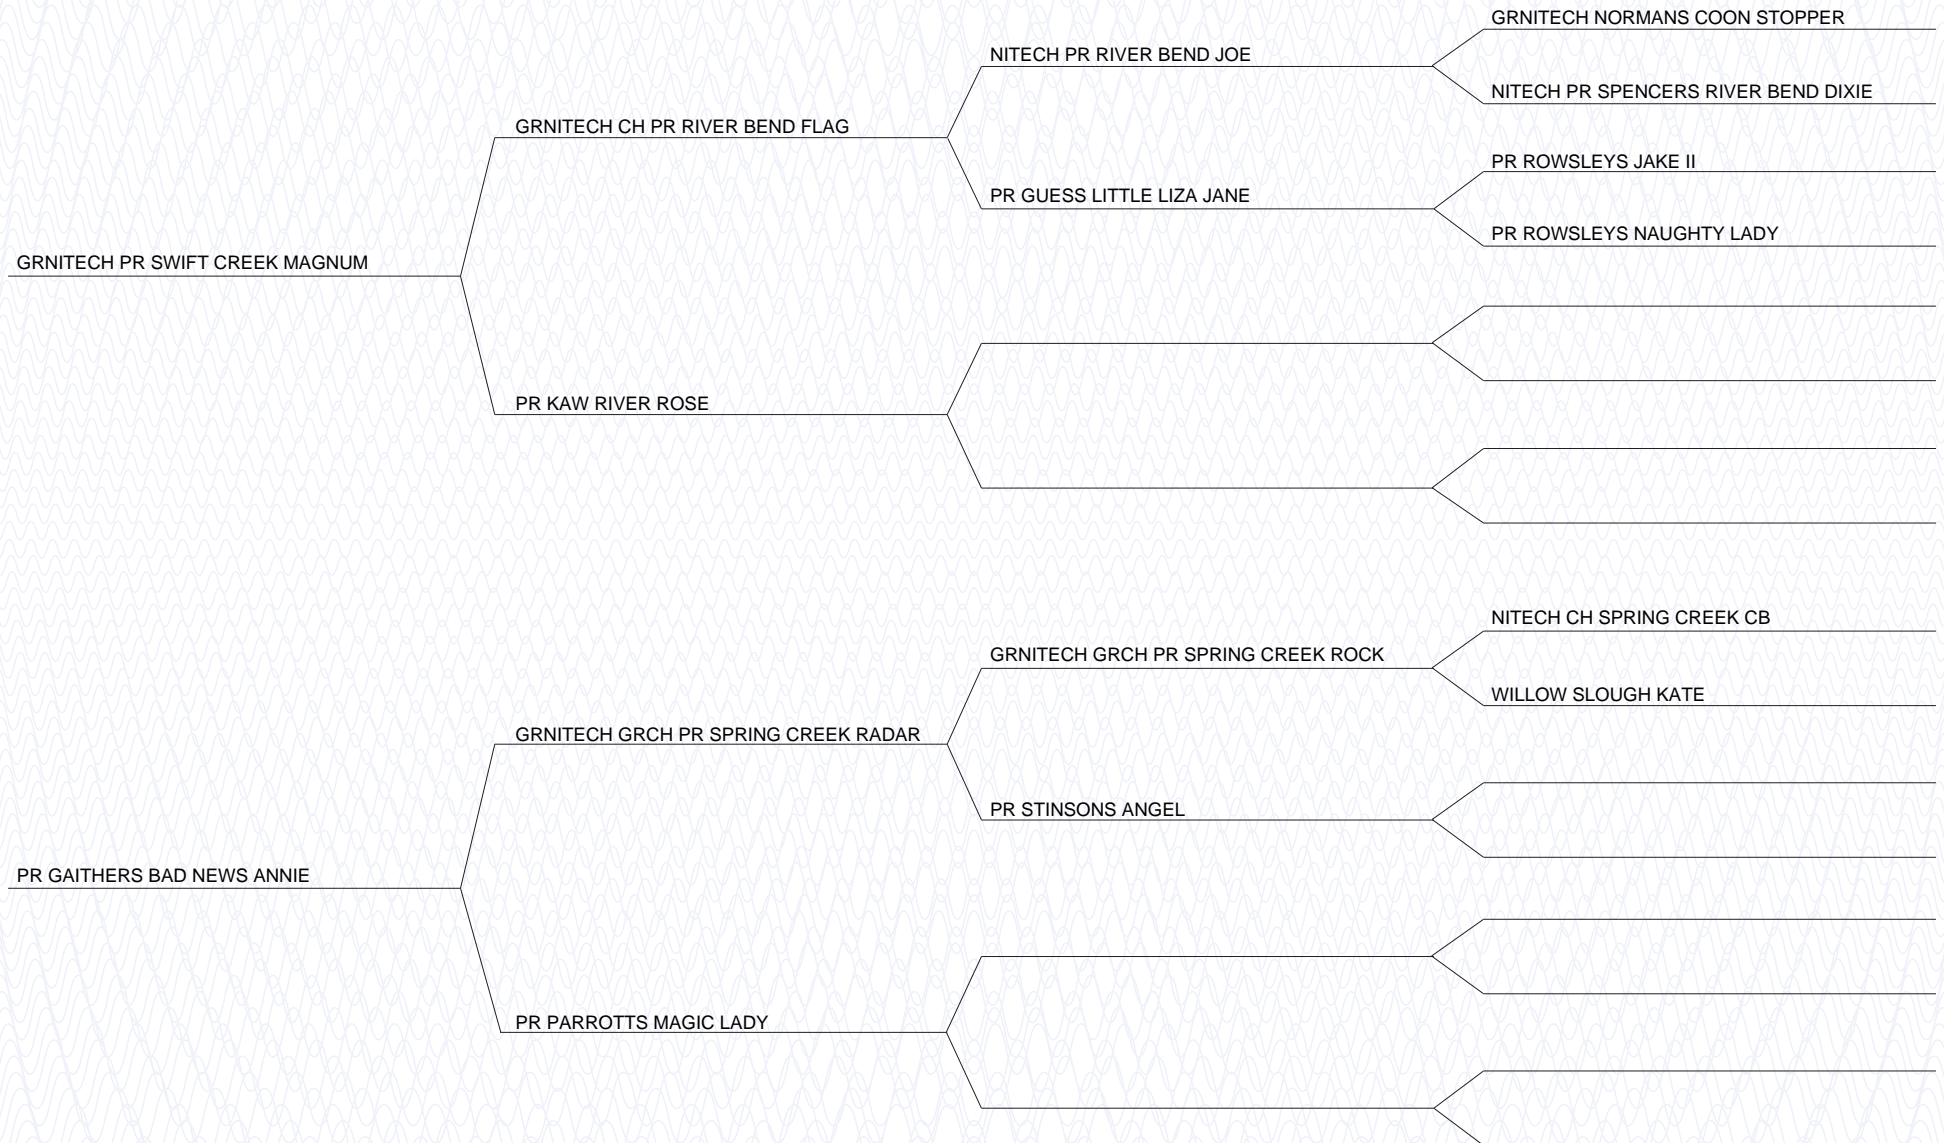 GRNITECH NORMANS COON STOPPER
NITECH PR RIVER BEND JOE
NITECH PR SPENCERS RIVER BEND DIXIE
GRNITECH CH PR RIVER BEND FLAG
PR ROWSLEYS JAKE II
PR GUESS LITTLE LIZA JANE
PR ROWSLEYS NAUGHTY LADY
GRNITECH PR SWIFT CREEK MAGNUM
PR KAW RIVER ROSE
NITECH CH SPRING CREEK CB
GRNITECH GRCH PR SPRING CREEK ROCK
WILLOW SLOUGH KATE
GRNITECH GRCH PR SPRING CREEK RADAR
PR STINSONS ANGEL
PR GAITHERS BAD NEWS ANNIE
PR PARROTTS MAGIC LADY